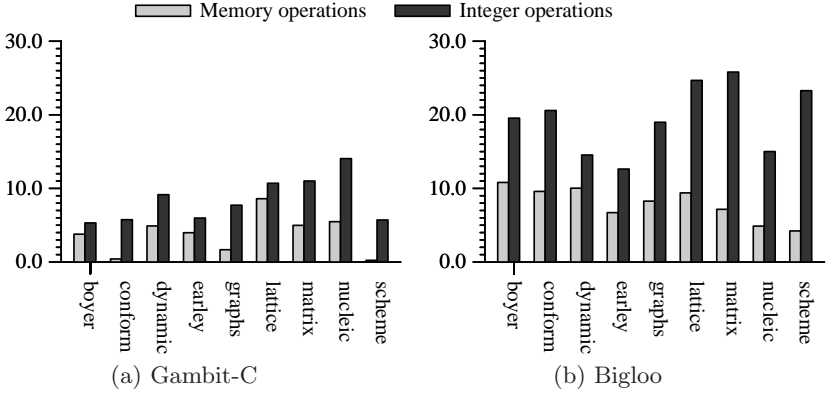 Memory operations Integer operations
30.0
20.0
10.0
0.0
boyer
conform
dynamic
earley
graphs
lattice
matrix
nucleic
scheme
(a) Gambit-C
30.0
20.0
10.0
0.0
boyer
conform
dynamic
earley
graphs
lattice
matrix
nucleic
scheme
(b) Bigloo